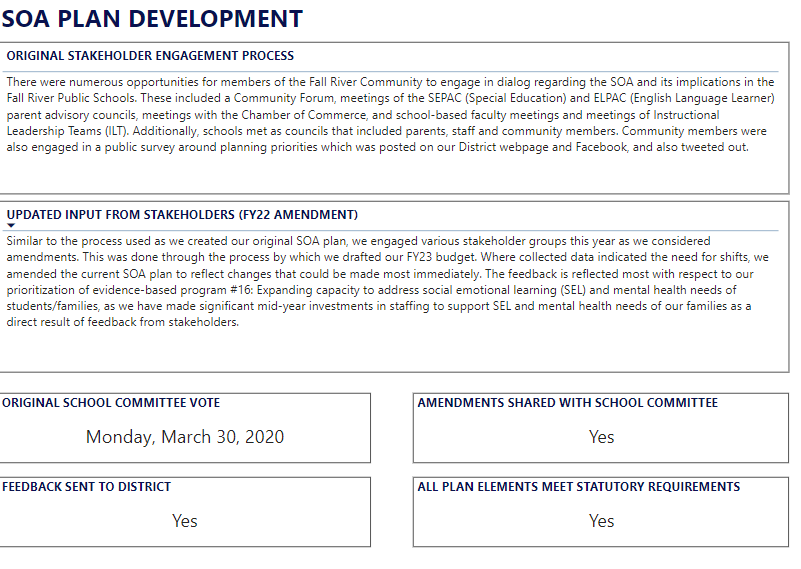 SOA PLAN DEVELOPMENT
ORIGINAL STAKEHOLDER ENGAGEMENT PROCESS
There were numerous opportunities for members of the Fall River Community to engage in dialog regarding the SOA and its implications in the
Fall River Public Schools. These included a Community Forum, meetings of the SEPAC (Special Education) and ELPAC (English Language Learner)
parent advisory councils, meetings with the Chamber of Commerce, and school-based faculty meetings and meetings of Instructional
Leadership Teams (ILT). Additionally, schools met as councils that included parents, staff and community members. Community members were
also engaged in a public survey around planning priorities which was posted on our District webpage and Facebook, and also tweeted out.
UPDATED INPUT FROM STAKEHOLDERS (FY22 AMENDMENT)
Similar to the process used as we created our original SOA plan, we engaged various stakeholder groups this year as we considered
amendments. This was done through the process by which we drafted our FY23 budget. Where collected data indicated the need for shifts, we
amended the current SOA plan to reflect changes that could be made most immediately. The feedback is reflected most with respect to our
prioritization of evidence-based program #16: Expanding capacity to address social emotional learning (SEL) and mental health needs of
students/families, as we have made significant mid-year investments in staffing to support SEL and mental health needs of our families as a
direct result of feedback from stakeholders.
ORIGINAL SCHOOL COMMITTEE VOTE
Monday, March 30, 2020
AMENDMENTS SHARED WITH SCHOOL COMMITTEE
Yes
FEEDBACK SENT TO DISTRICT
Yes
ALL PLAN ELEMENTS MEET STATUTORY REQUIREMENTS
Yes